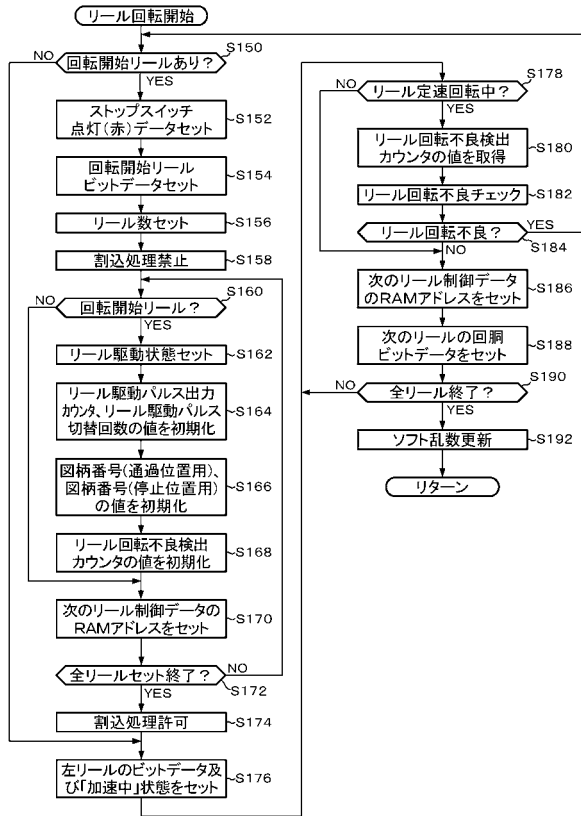 リール回転開始
S150
回転開始リールあり？
NO
YES
ストップスイッチ
点灯(赤)データセット
S152
回転開始リール
ビットデータセット
S154
リール数セット
S156
割込処理禁止
S158
S160
NO
回転開始リール？
YES
リール駆動状態セット
S162
リール駆動パルス出力
カウンタ、リール駆動パルス
切替回数の値を初期化
S164
図柄番号(通過位置用)、
図柄番号(停止位置用)
の値を初期化
S166
リール回転不良検出
カウンタの値を初期化
S168
次のリール制御データの
RAMアドレスをセット
S170
全リールセット終了？
NO
S172
YES
割込処理許可
S174
左リールのビットデータ及
び「加速中」状態をセット
S176
S178
リール定速回転中？
NO
YES
リール回転不良検出
カウンタの値を取得
S180
リール回転不良チェック
S182
リール回転不良？
YES
S184
NO
次のリール制御データ
のRAMアドレスをセット
S186
次のリールの回胴
ビットデータをセット
S188
S190
NO
全リール終了？
YES
ソフト乱数更新
S192
リターン